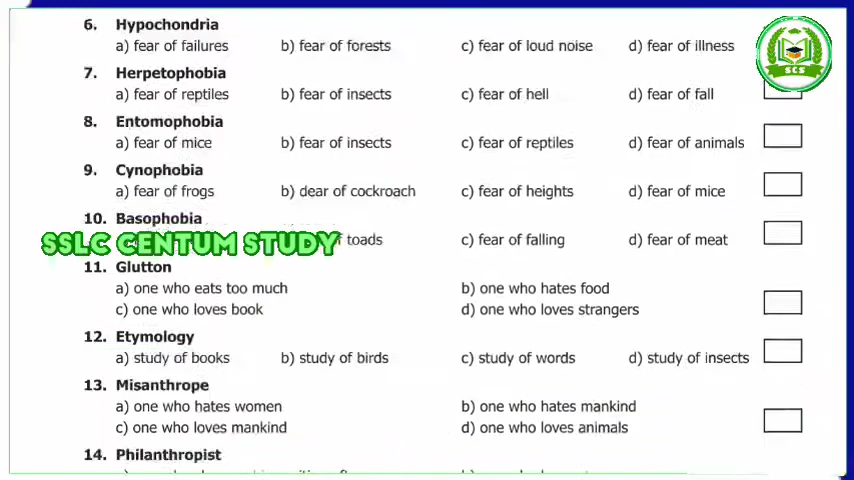 6. Hypochondria
a) fear of failures b) fear of forests c) fear of loud noise d) fear of illness
SCS
7. Herpetophobia
a) fear of reptiles b) fear of insects c) fear of hell d) fear of fall
8. Entomophobia
a) fear of mice b) fear of insects c) fear of reptiles d) fear of animals
9. Cynophobia
a) fear of frogs b) dear of cockroach c) fear of heights d) fear of mice
10. Basophobia
SSLC CENTUM STUDY toads c) fear of falling d) fear of meat
11. Glutton
a) one who eats too much b) one who hates food
c) one who loves book d) one who loves strangers
12. Etymology
a) study of books b) study of birds c) study of words d) study of insects
13. Misanthrope
a) one who hates women b) one who hates mankind
c) one who loves mankind d) one who loves animals
14. Philanthropist